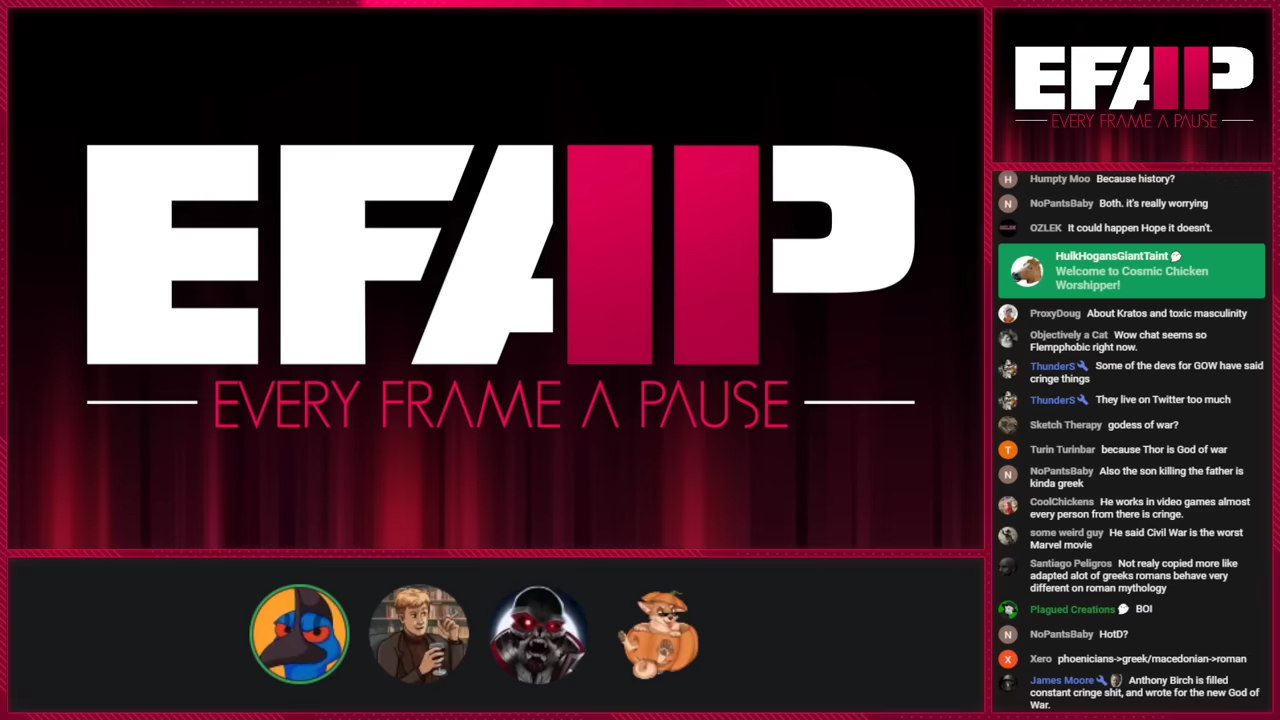 EFAP
EVERY FRAME A PAUSE
EFAP
EVERY FRAME A PAUSE
H Humpty Moo Because history?
N NoPantsBaby Both. it's really worrying
OZLEK It could happen Hope it doesn't.
HulkHogansGiantTaint
Welcome to Cosmic Chicken
Worshipper!
ProxyDoug About Kratos and toxic masculinity
Objectively a Cat Wow chat seems so
Flempphobic right now.
ThunderS Some of the devs for GOW have said
cringe things
ThunderS They live on Twitter too much
Sketch Therapy godess of war?
T Turin Turinbar because Thor is God of war
N NoPantsBaby Also the son killing the father is
kinda greek
CoolChickens He works in video games almost
every person from there is cringe.
some weird guy He said Civil War is the worst
Marvel movie
Santiago Peligros Not realy copied more like
adapted alot of greeks romans behave very
different on roman mythology
Plagued Creations BOI
N NoPantsBaby HotD?
X Xero phoenicians->greek/macedonian->roman
James Moore Anthony Birch is filled
constant cringe shit, and wrote for the new God of
War.